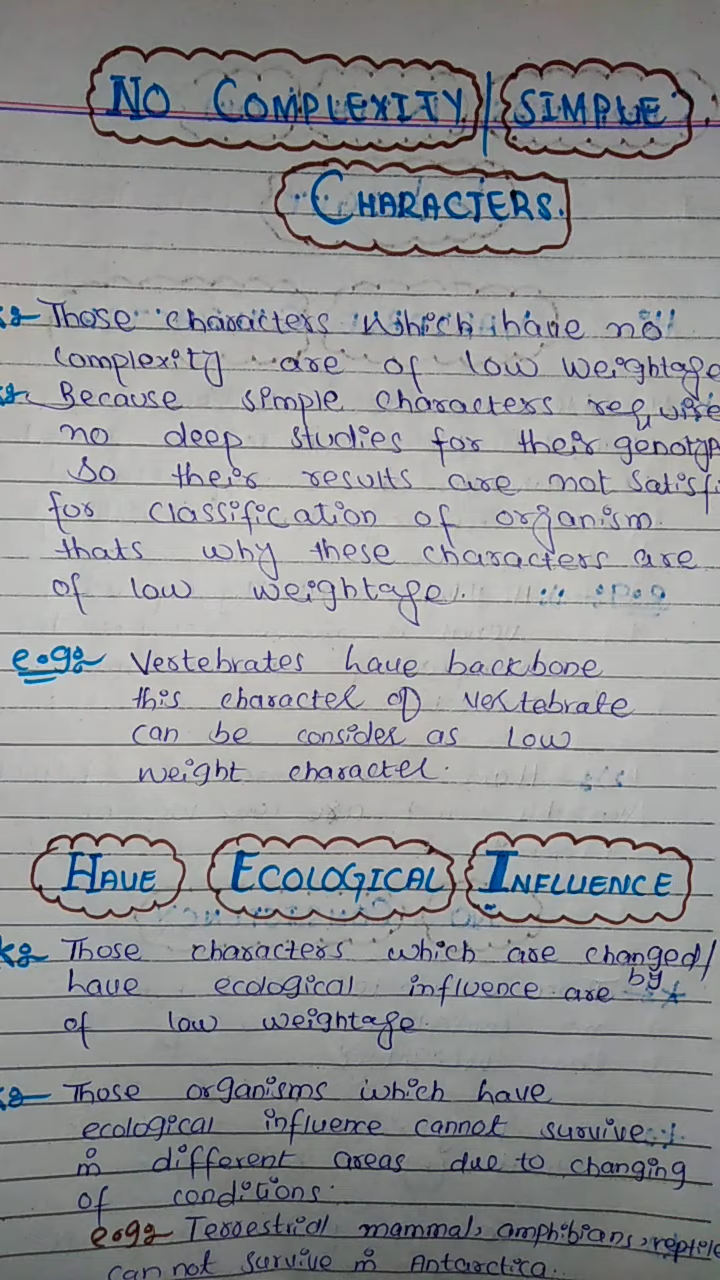 NO COMPLEXITY / SIMPLE
CHARACTERS.
Those characters which have no
complexity are of low weightage
Because simple characters require
no deep studies for their genotyp
so their results are not satisf
for classification of organism.
thats why these characters are
of low weightage.
e.g:- Vertebrates have backbone
this character of vertebrate
can be consider as low
weight character.
HAVE ECOLOGICAL INFLUENCE
Those characters which are changed/
have ecological influence are by
of low weightage.
Those organisms which have
ecological influence cannot survive
in different areas due to changing
of conditions.
e.g:- Terrestrial mammal, amphibians, reptile
can not survive in Antarctica.